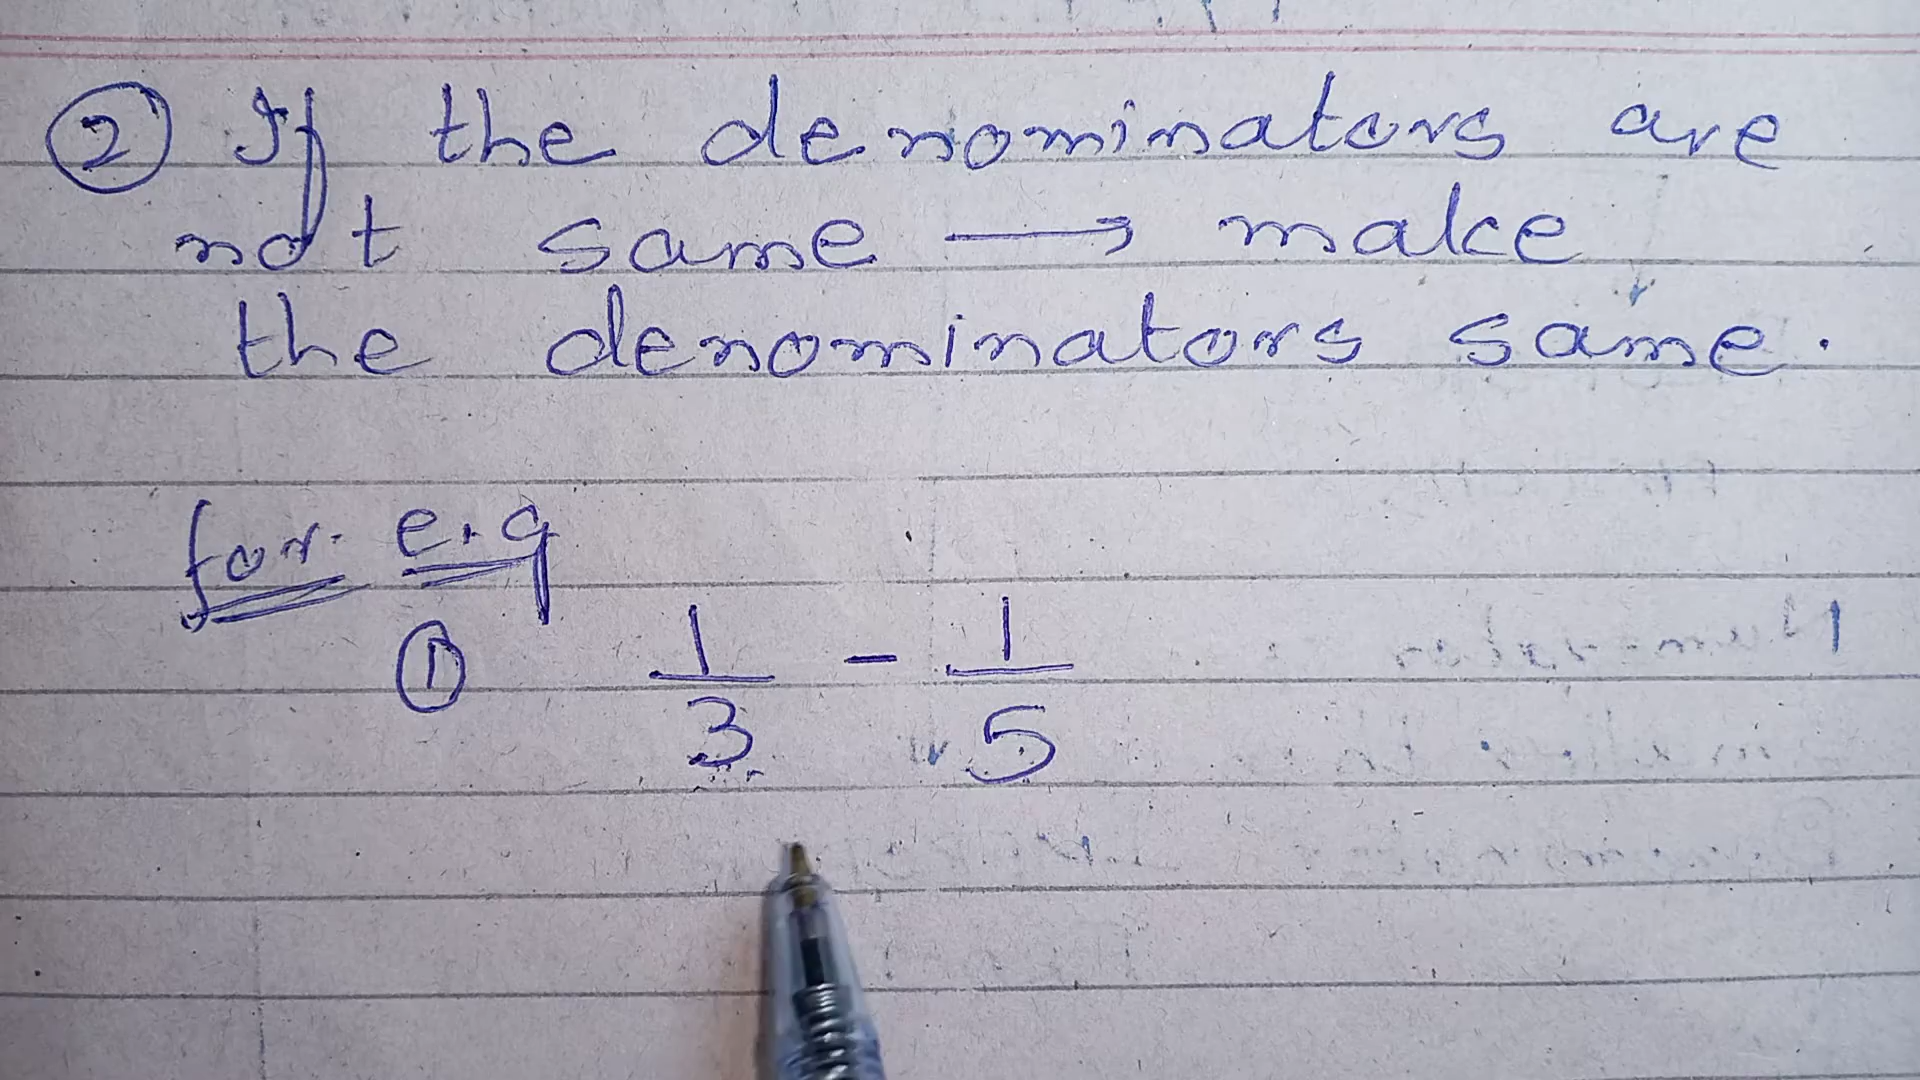 ② If the denominators are
not same → make
the denominators same.
for. e.g
① 1/3 - 1/5